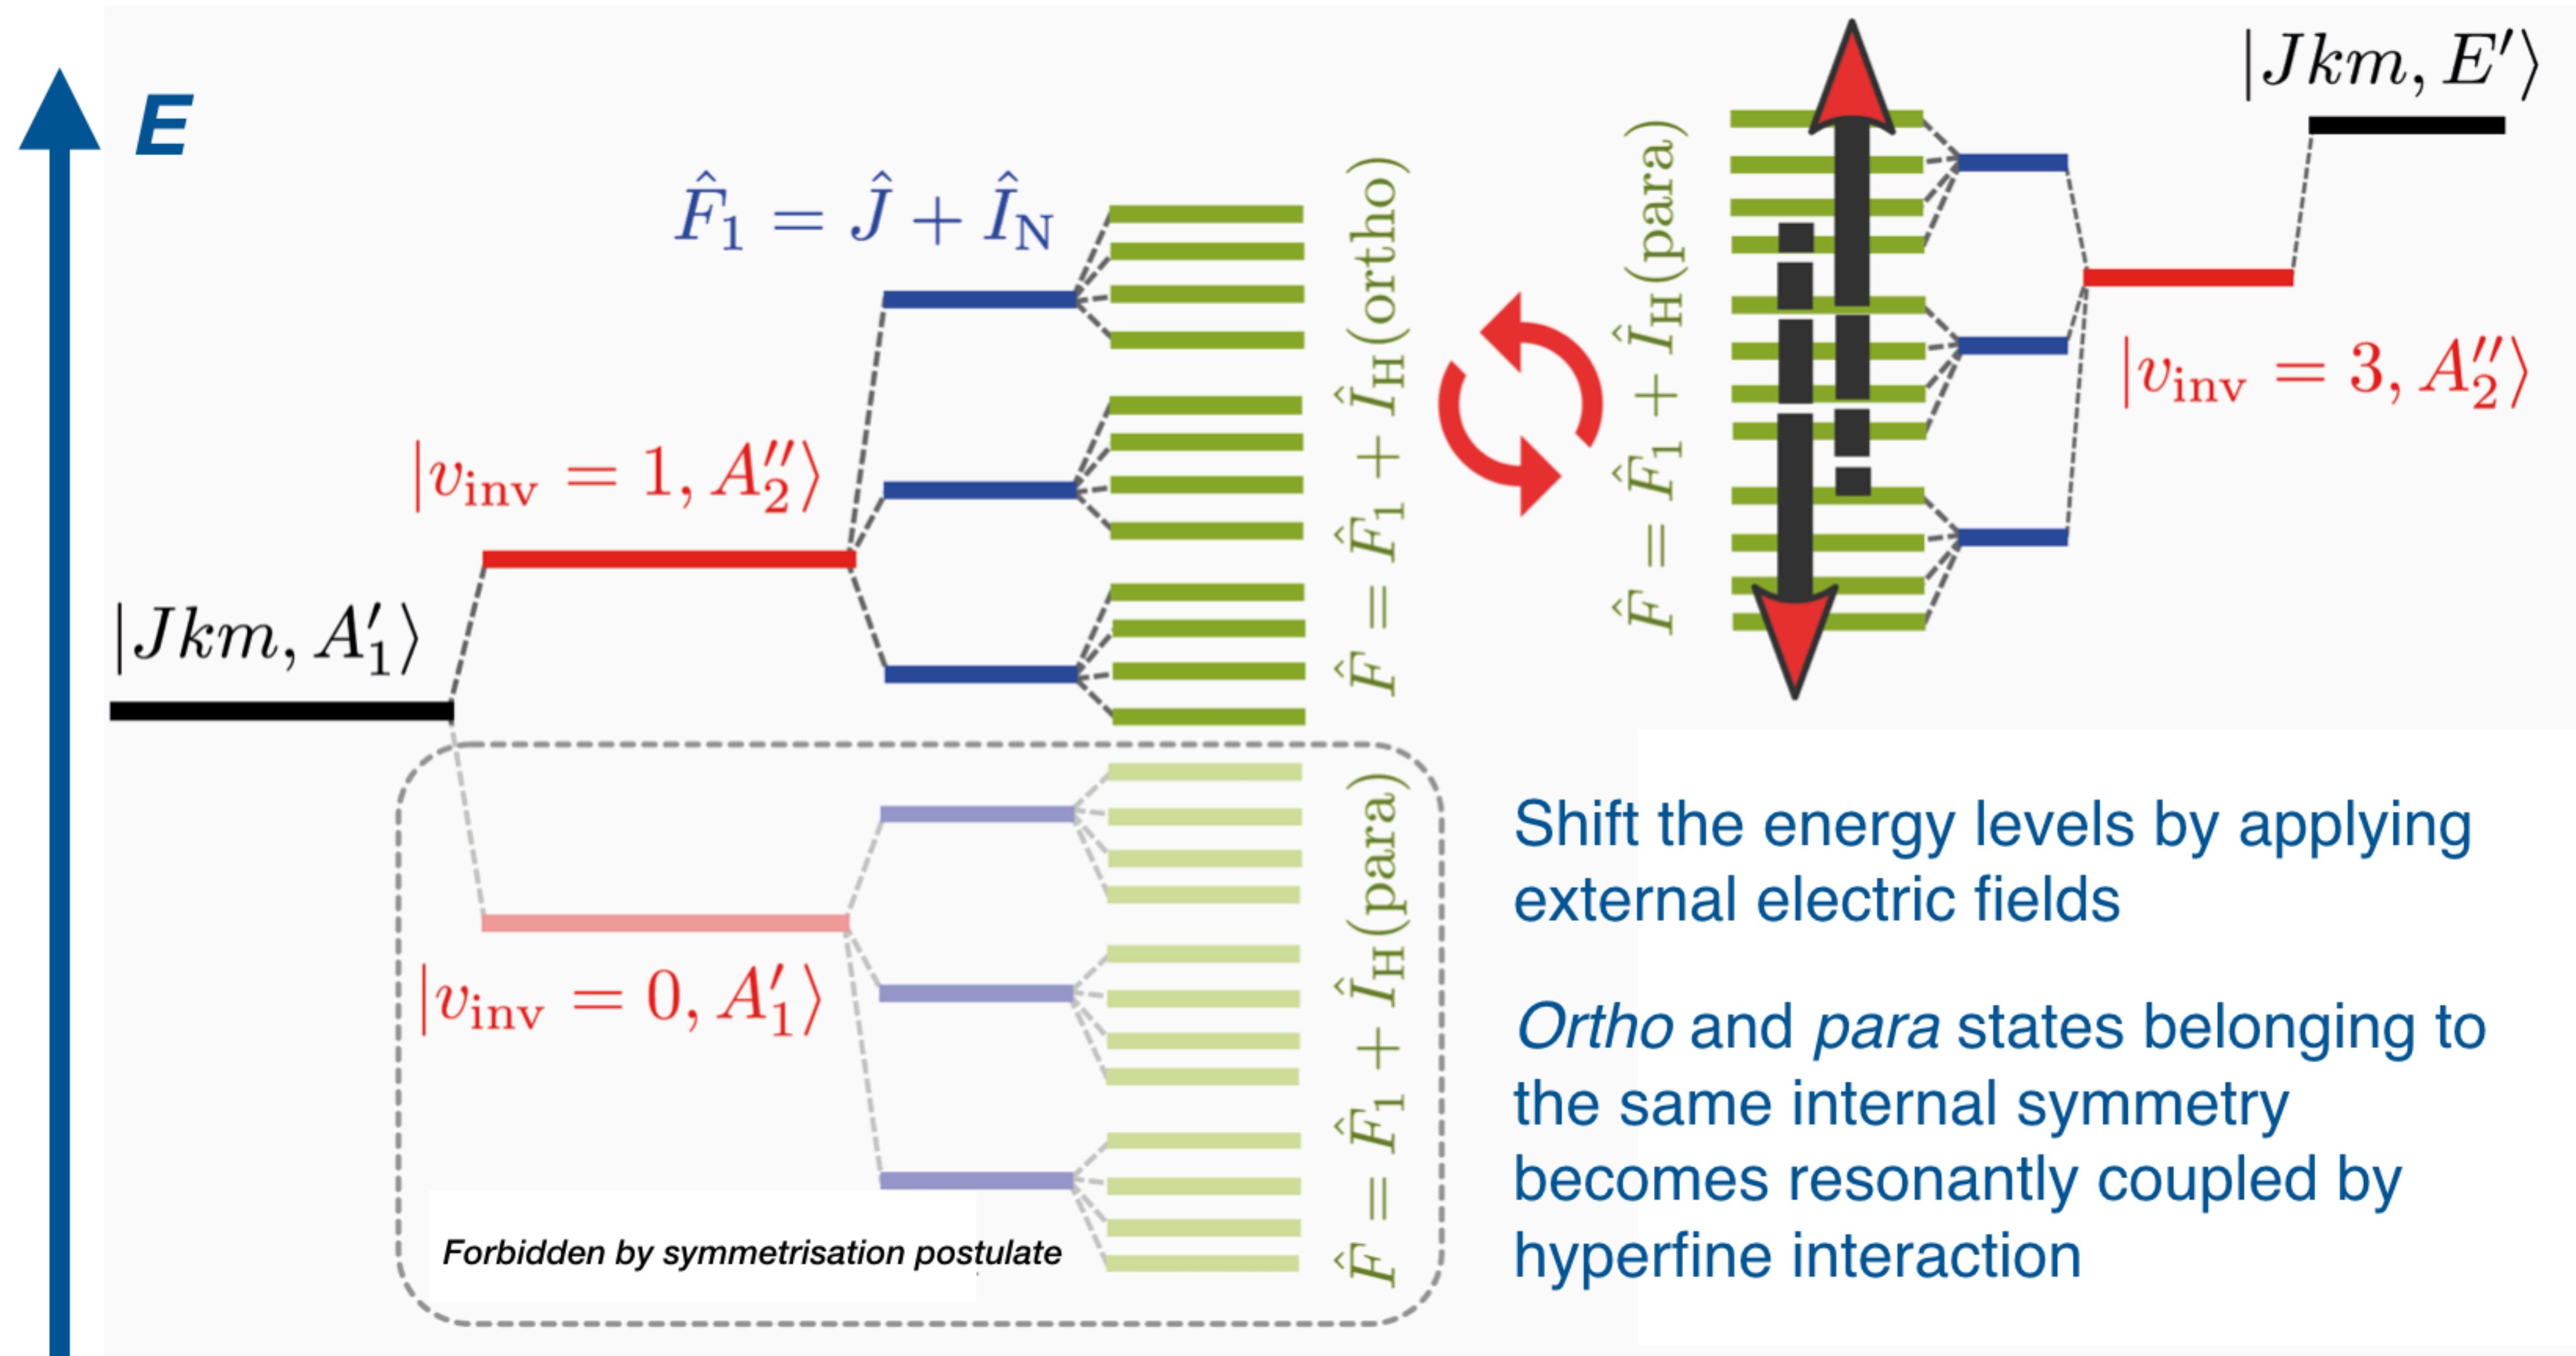 E
|Jkm, E′⟩
F̂₁ = Ĵ + Î_N
F̂ = F̂₁ + Î_H(ortho)
F̂ = F̂₁ + Î_H(para)
|v_inv = 3, A₂″⟩
|v_inv = 1, A₂″⟩
|Jkm, A₁′⟩
|v_inv = 0, A₁′⟩
F̂ = F̂₁ + Î_H(para)
Forbidden by symmetrisation postulate
Shift the energy levels by applying
external electric fields
Ortho and para states belonging to
the same internal symmetry
becomes resonantly coupled by
hyperfine interaction